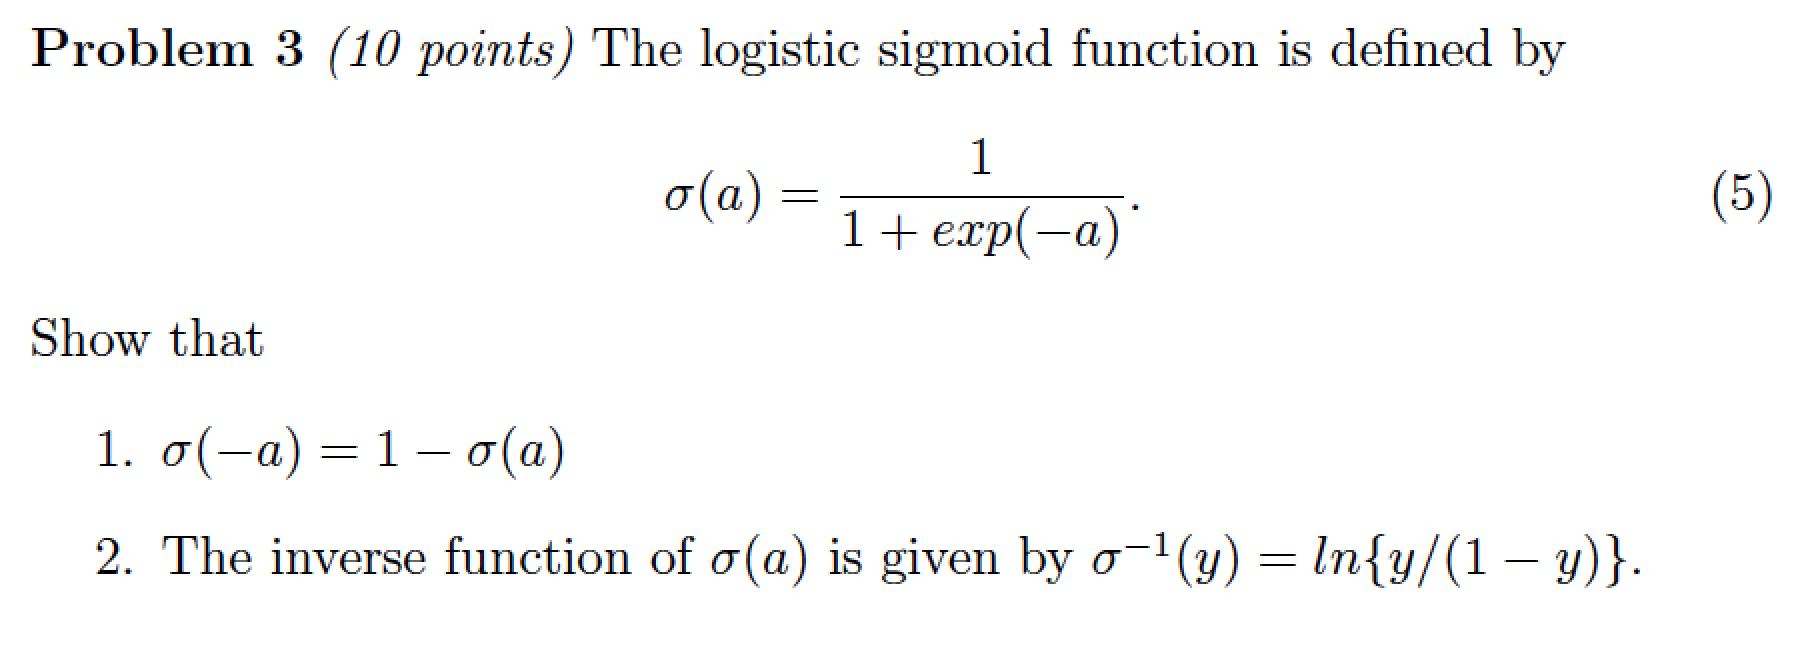 Problem 3 (10 points) The logistic sigmoid function is defined by
σ(a) = 1 / (1 + exp(−a)). (5)
Show that
1. σ(−a) = 1 − σ(a)
2. The inverse function of σ(a) is given by σ⁻¹(y) = ln{y/(1 − y)}.